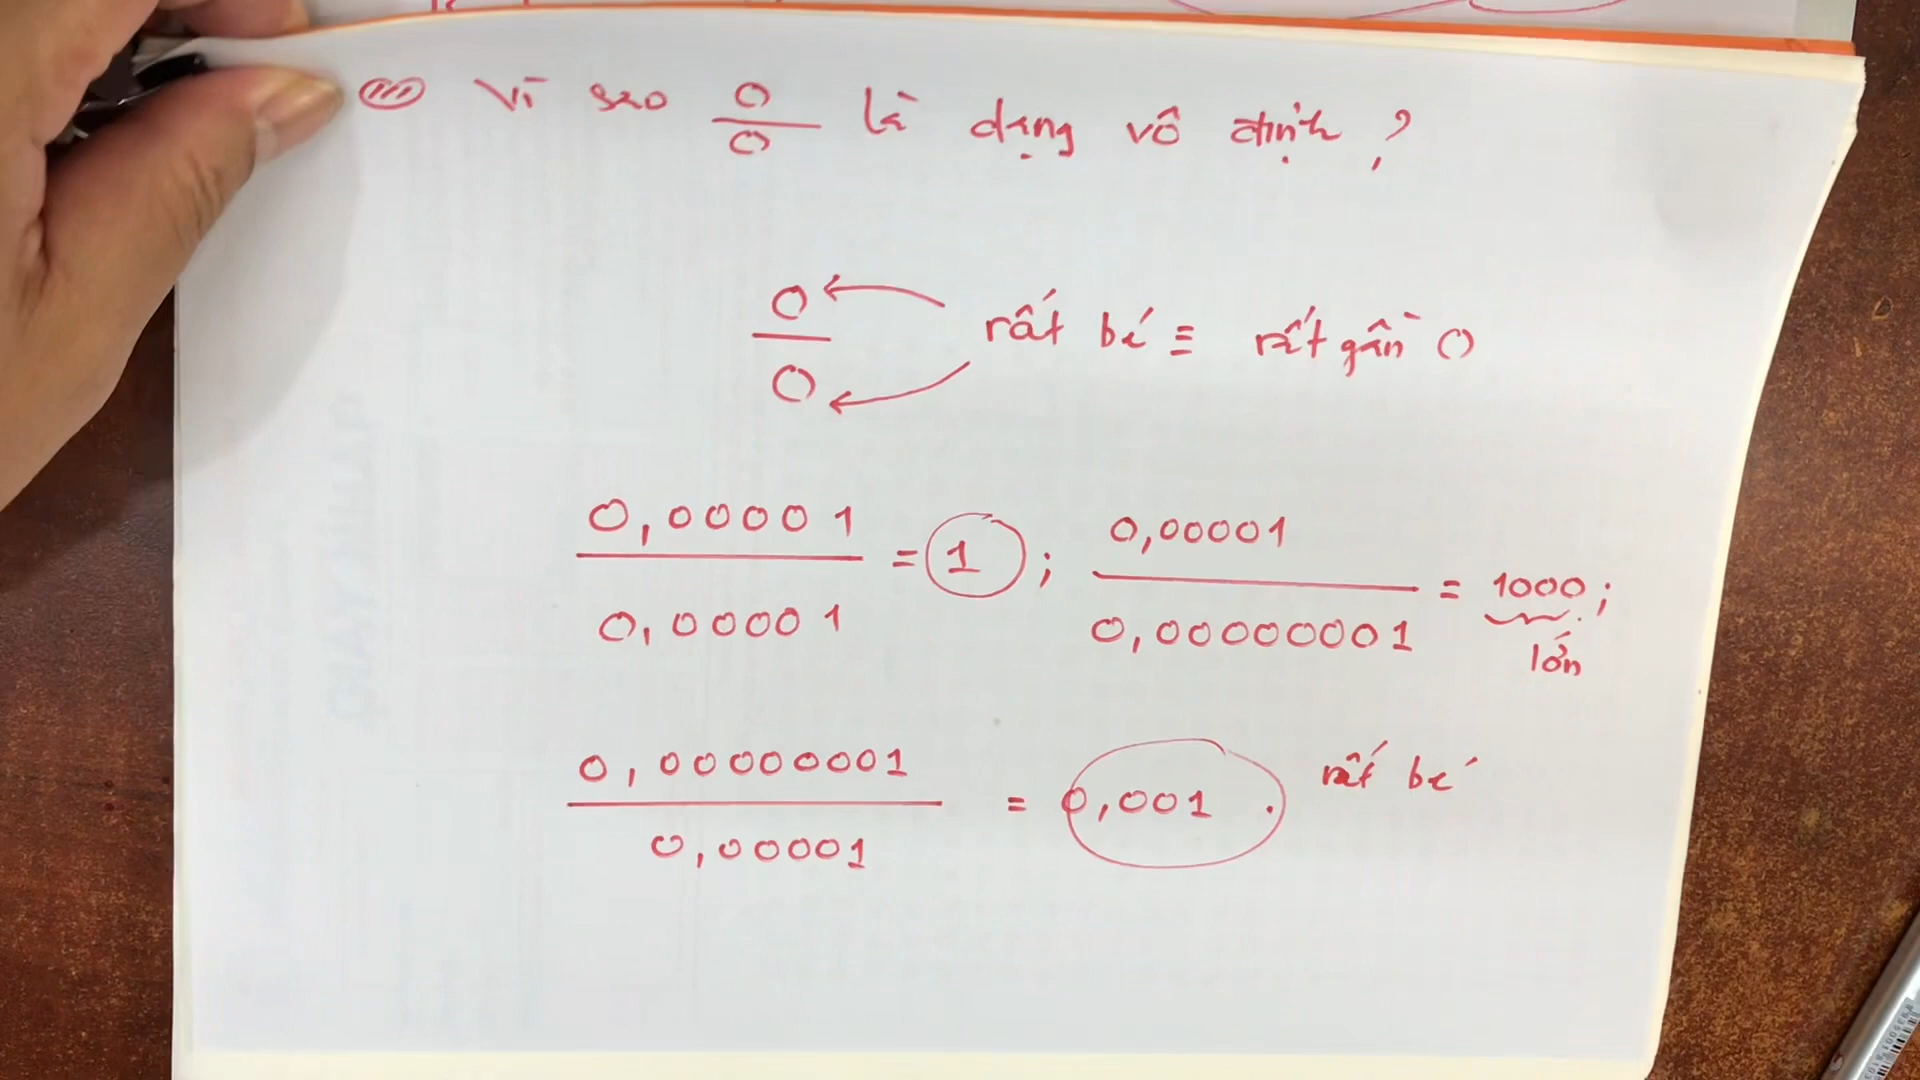 Vì sao 0/0 là dạng vô định ?
0/0 ← rất bé ≡ rất gần 0
0,00001/0,00001 = 1 ; 0,00001/0,00000001 = 1000 ;
lớn
0,00000001/0,00001 = 0,001 . rất bé